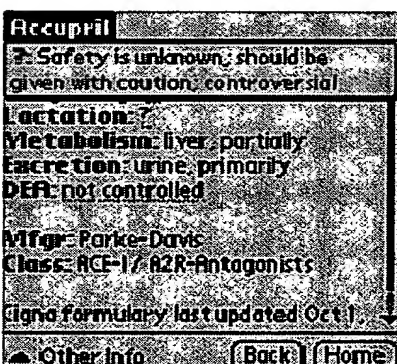 Accupril
?: Safety is unknown; should be
given with caution, controversial
Lactation: ?
Metabolism: liver, partially
Excretion: urine, primarily
DEA: not controlled
Mfgr: Parke-Davis
Class: ACE-I / A2R-Antagonists
Cigna formulary last updated Oct 1,
Other Info
Back
Home